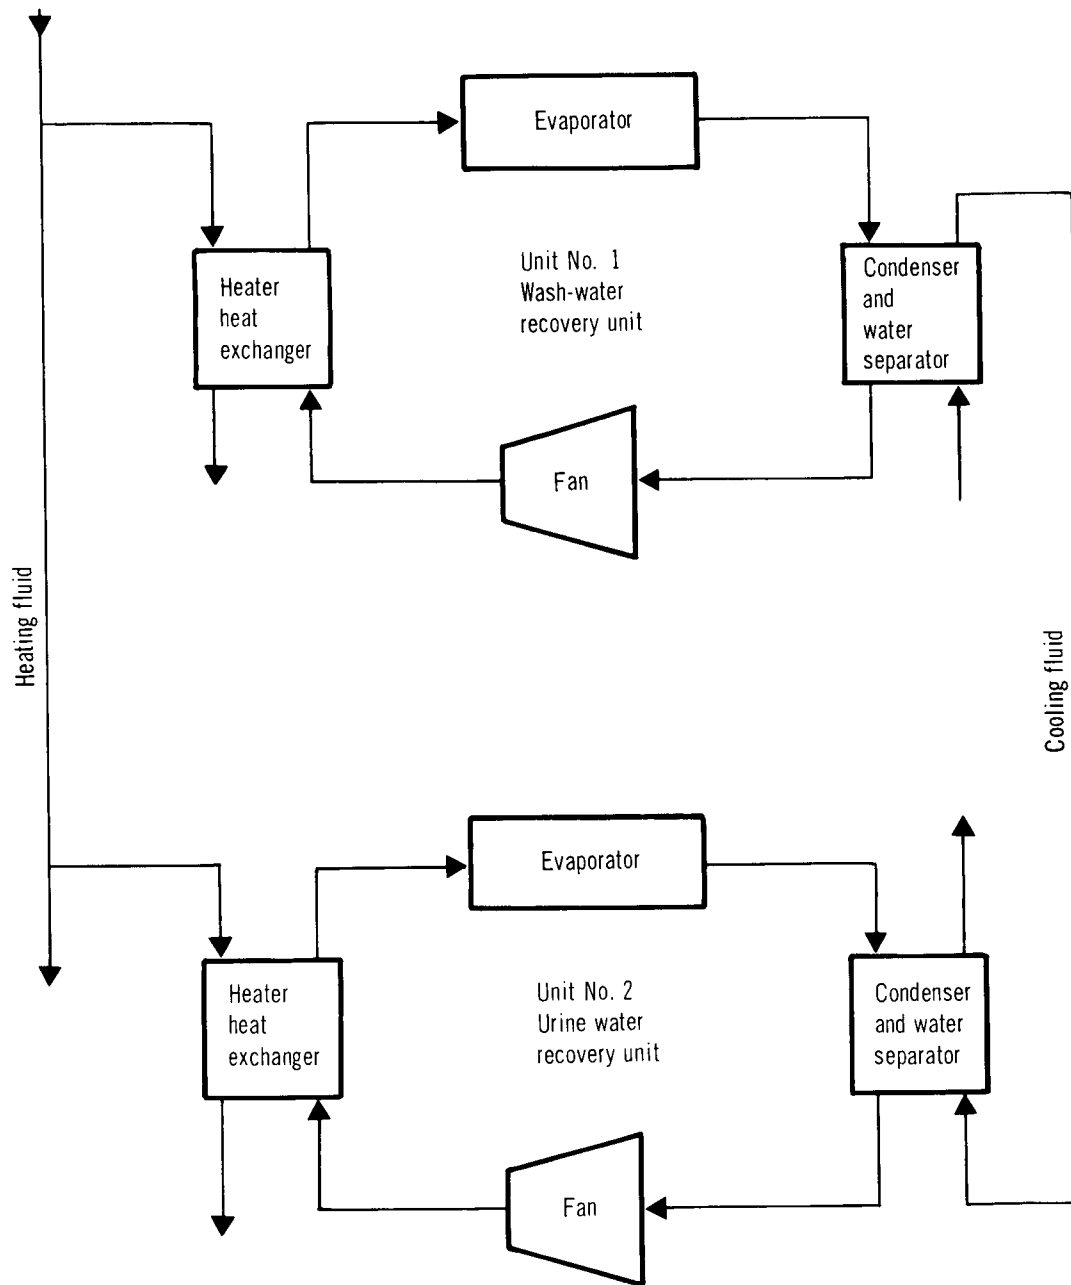 Evaporator
Unit No. 1
Wash-water
recovery unit
Heater
heat
exchanger
Condenser
and
water
separator
Fan
Heating fluid
Cooling fluid
Evaporator
Heater
heat
exchanger
Unit No. 2
Urine water
recovery unit
Condenser
and water
separator
Fan